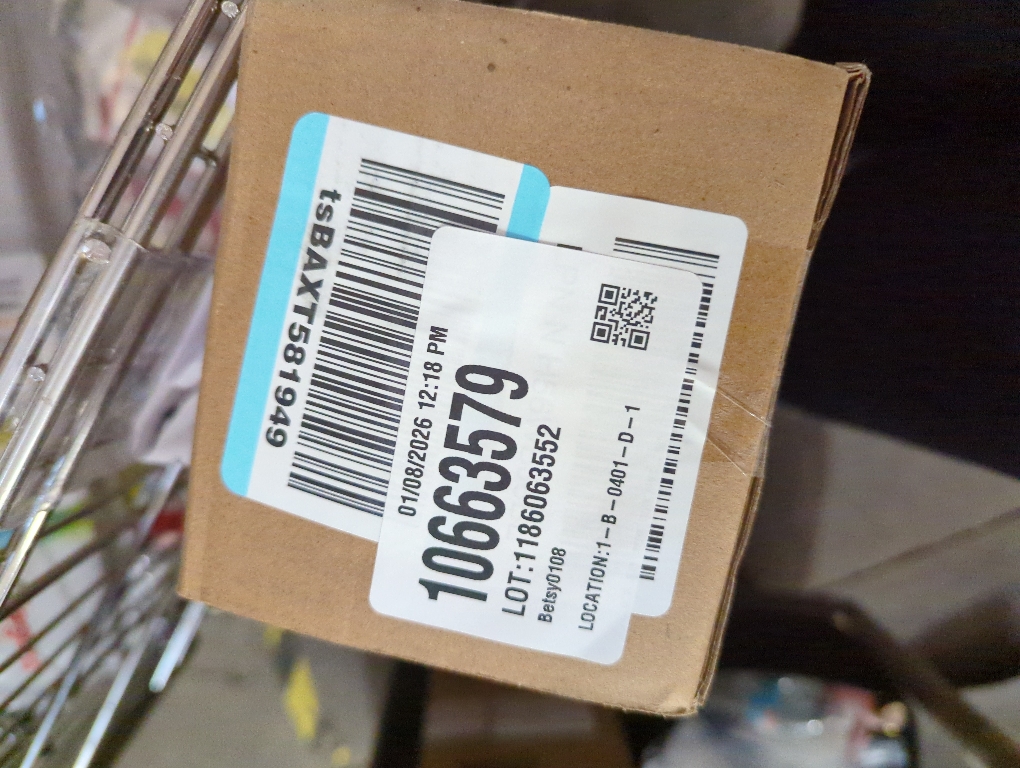 tsBAXT581949
01/08/2026 12:18 PM
10663579
LOT:1186063552
Betsy0108
LOCATION:1-B-0401-D-1